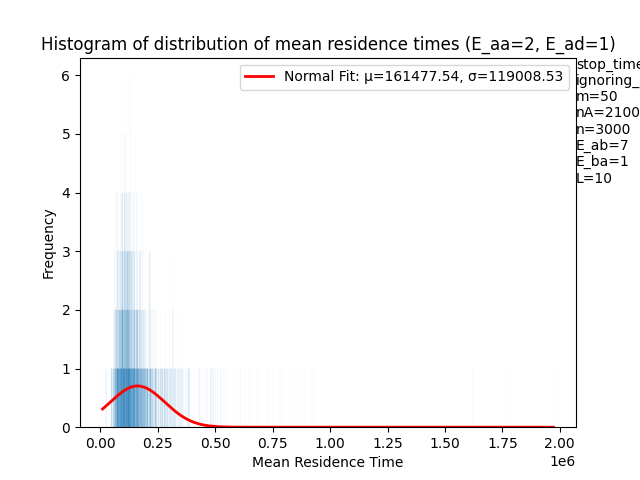 Histogram of distribution of mean residence times (E_aa=2, E_ad=1)
Normal Fit: μ=161477.54, σ=119008.53
stop_time
ignoring_
m=50
nA=2100
n=3000
E_ab=7
E_ba=1
L=10
Frequency
6
5
4
3
2
1
0
0.00 0.25 0.50 0.75 1.00 1.25 1.50 1.75 2.00
1e6
Mean Residence Time